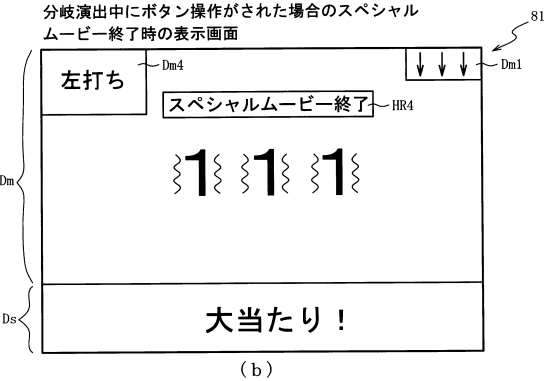 分岐演出中にボタン操作がされた場合のスペシャル
ムービー終了時の表示画面
81
左打ち
Dm4
↓↓↓
Dm1
スペシャルムービー終了
HR4
1 1 1
Dm
大当たり！
Ds
(b)